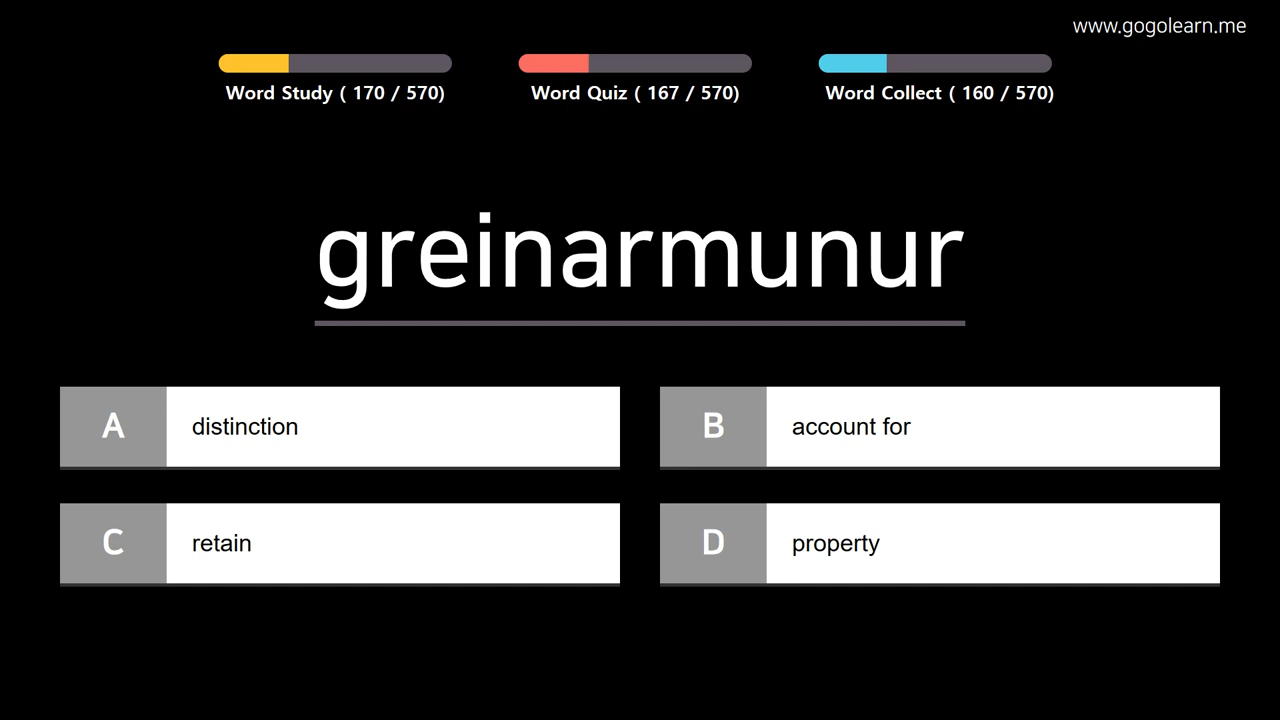 www.gogolearn.me
Word Study ( 170 / 570)
Word Quiz ( 167 / 570)
Word Collect ( 160 / 570)
greinarmunur
A distinction
B account for
C retain
D property